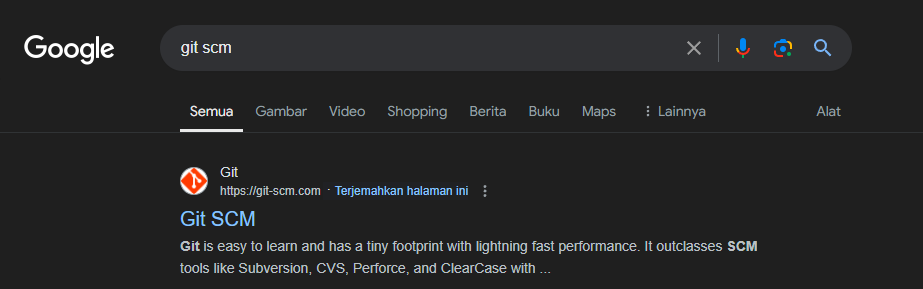 Google
git scm
Semua Gambar Video Shopping Berita Buku Maps Lainnya Alat
Git
https://git-scm.com · Terjemahkan halaman ini
Git SCM
Git is easy to learn and has a tiny footprint with lightning fast performance. It outclasses SCM
tools like Subversion, CVS, Perforce, and ClearCase with ...